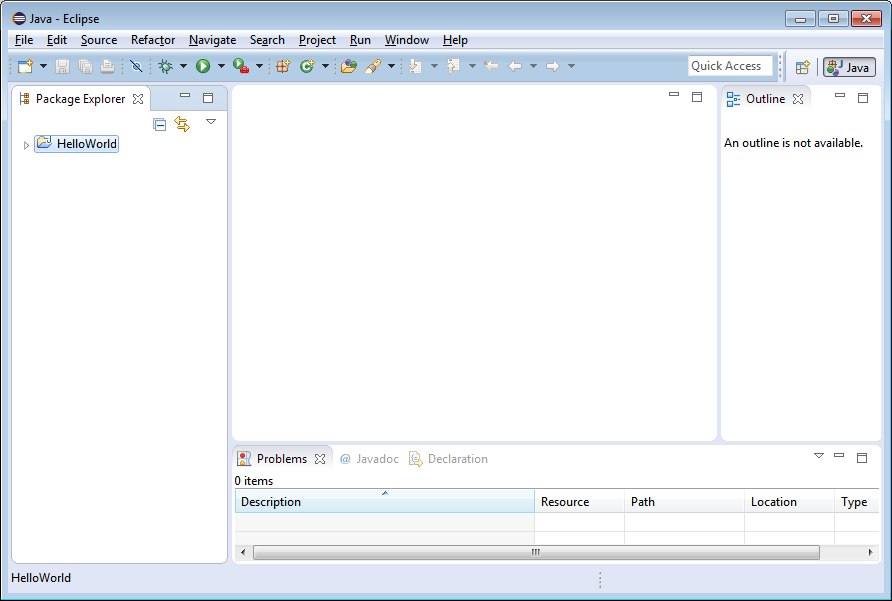 Java - Eclipse
File Edit Source Refactor Navigate Search Project Run Window Help
Quick Access Java
Package Explorer
HelloWorld
Outline
An outline is not available.
Problems @ Javadoc Declaration
0 items
Description Resource Path Location Type
HelloWorld